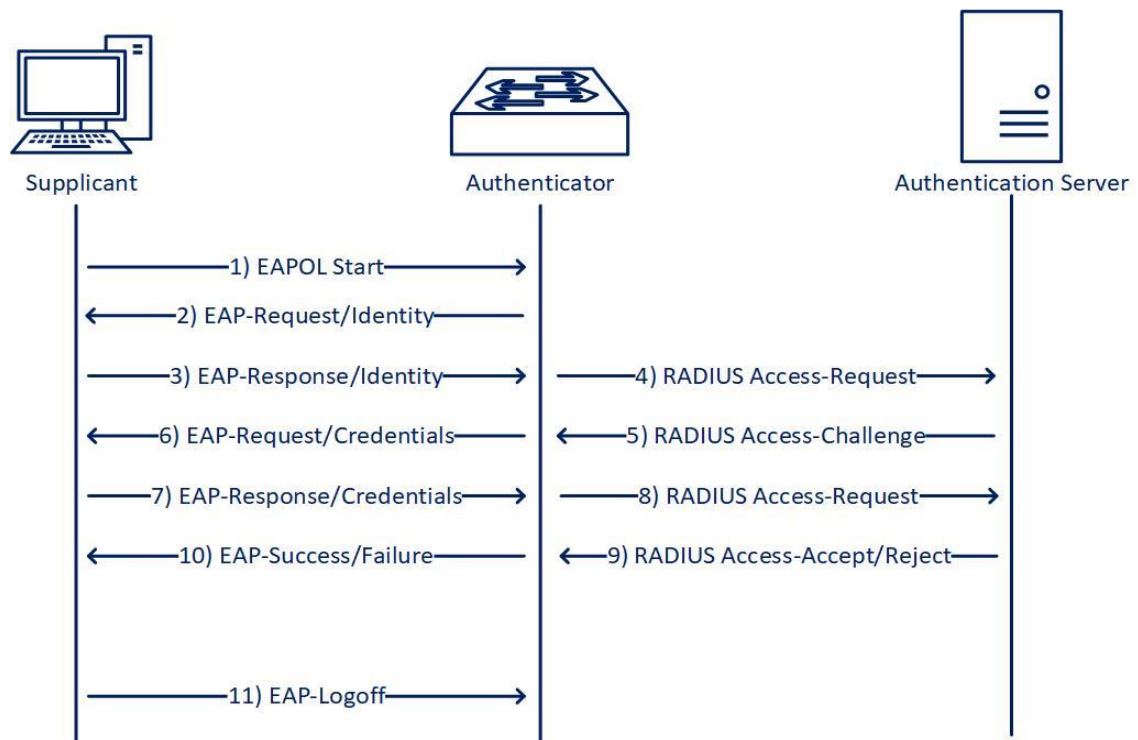 Supplicant
Authenticator
Authentication Server
1) EAPOL Start
2) EAP-Request/Identity
3) EAP-Response/Identity
4) RADIUS Access-Request
6) EAP-Request/Credentials
5) RADIUS Access-Challenge
7) EAP-Response/Credentials
8) RADIUS Access-Request
10) EAP-Success/Failure
9) RADIUS Access-Accept/Reject
11) EAP-Logoff